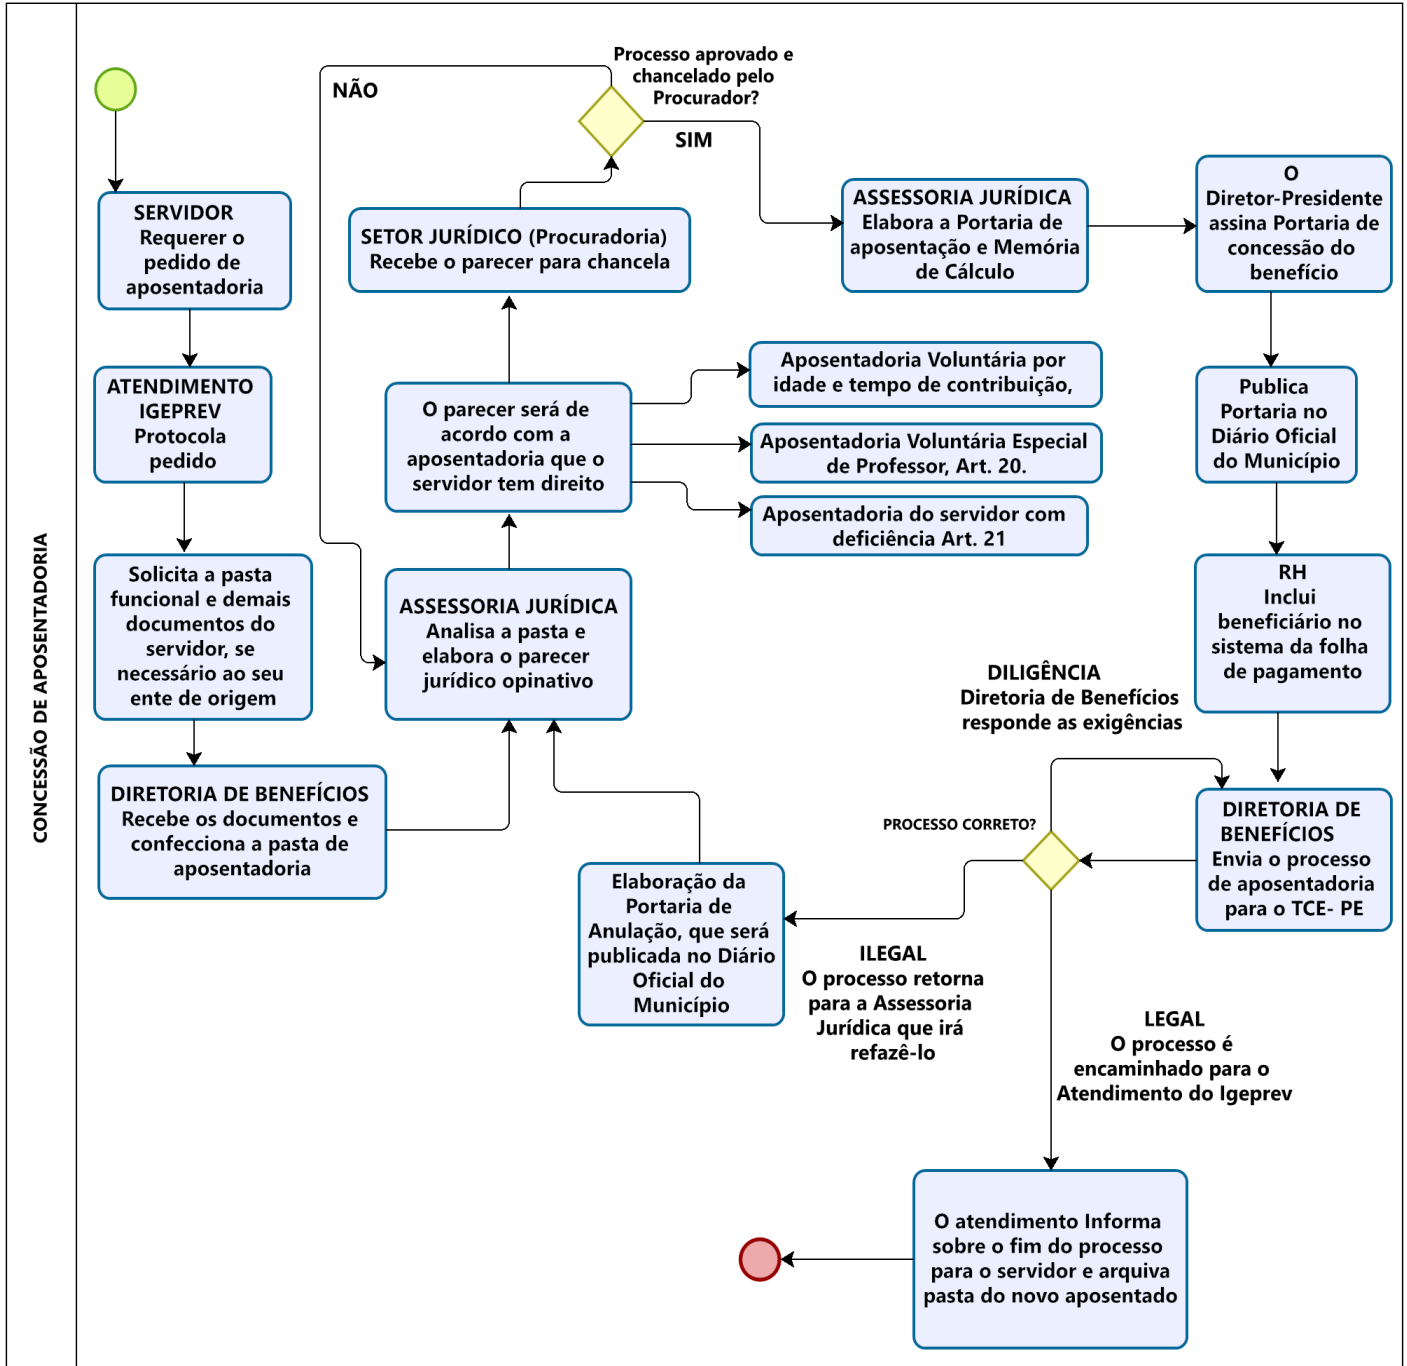 CONCESSÃO DE APOSENTADORIA
SERVIDOR
Requerer o
pedido de
aposentadoria
ATENDIMENTO
IGEPREV
Protocola
pedido
Solicita a pasta
funcional e demais
documentos do
servidor, se
necessário ao seu
ente de origem
DIRETORIA DE BENEFÍCIOS
Recebe os documentos e
confecciona a pasta de
aposentadoria
ASSESSORIA JURÍDICA
Analisa a pasta e
elabora o parecer
jurídico opinativo
O parecer será de
acordo com a
aposentadoria que o
servidor tem direito
Aposentadoria Voluntária por
idade e tempo de contribuição,
Aposentadoria Voluntária Especial
de Professor, Art. 20.
Aposentadoria do servidor com
deficiência Art. 21
SETOR JURÍDICO (Procuradoria)
Recebe o parecer para chancela
Processo aprovado e
chancelado pelo
Procurador?
NÃO
SIM
ASSESSORIA JURÍDICA
Elabora a Portaria de
aposentação e Memória
de Cálculo
O
Diretor-Presidente
assina Portaria de
concessão do
benefício
Publica
Portaria no
Diário Oficial
do Município
RH
Inclui
beneficiário no
sistema da folha
de pagamento
DIRETORIA DE
BENEFÍCIOS
Envia o processo
de aposentadoria
para o TCE- PE
PROCESSO CORRETO?
DILIGÊNCIA
Diretoria de Benefícios
responde as exigências
ILEGAL
O processo retorna
para a Assessoria
Jurídica que irá
refazê-lo
Elaboração da
Portaria de
Anulação, que será
publicada no Diário
Oficial do
Município
LEGAL
O processo é
encaminhado para o
Atendimento do Igeprev
O atendimento Informa
sobre o fim do processo
para o servidor e arquiva
pasta do novo aposentado